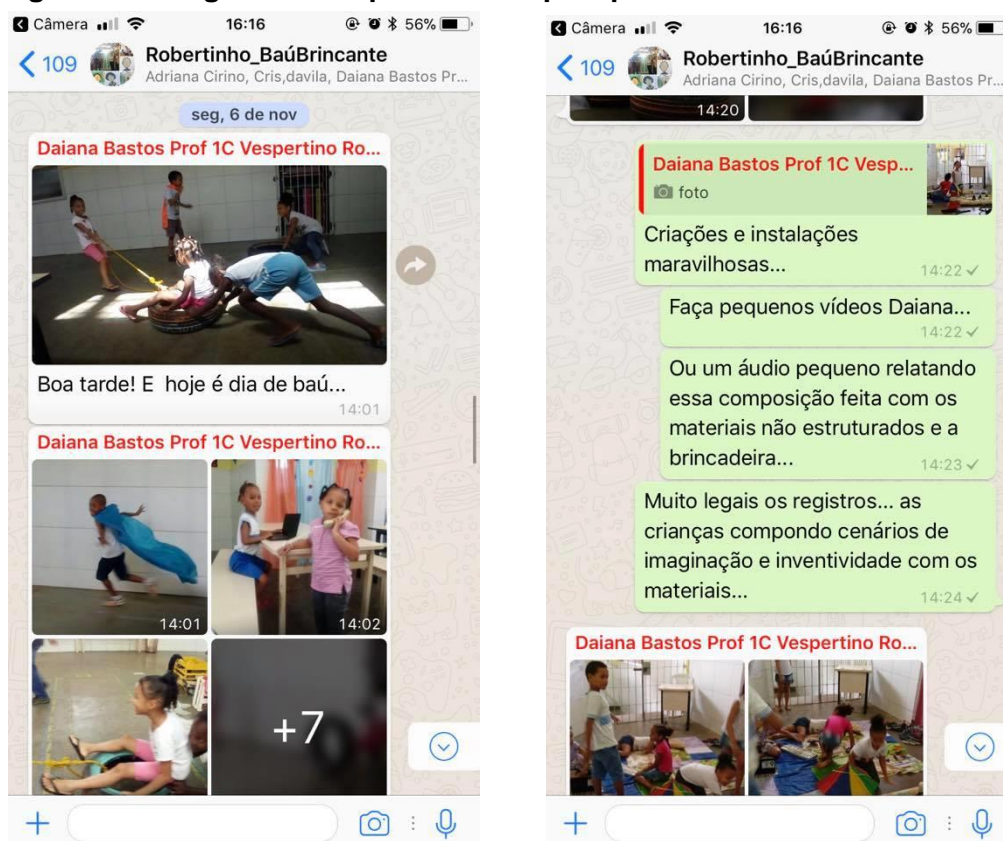 Câmera 16:16 56%
109 Robertinho_BaúBrincante
Adriana Cirino, Cris,davila, Daiana Bastos Pr...
seg, 6 de nov
Daiana Bastos Prof 1C Vespertino Ro...
Boa tarde! E hoje é dia de baú...
14:01
Daiana Bastos Prof 1C Vespertino Ro...
14:01 14:02
+7
Câmera 16:16 56%
109 Robertinho_BaúBrincante
Adriana Cirino, Cris,davila, Daiana Bastos Pr...
14:20
Daiana Bastos Prof 1C Vesp...
foto
Criações e instalações
maravilhosas...
14:22
Faça pequenos vídeos Daiana...
14:22
Ou um áudio pequeno relatando
essa composição feita com os
materiais não estruturados e a
brincadeira...
14:23
Muito legais os registros... as
crianças compondo cenários de
imaginação e inventividade com os
materiais...
14:24
Daiana Bastos Prof 1C Vespertino Ro...